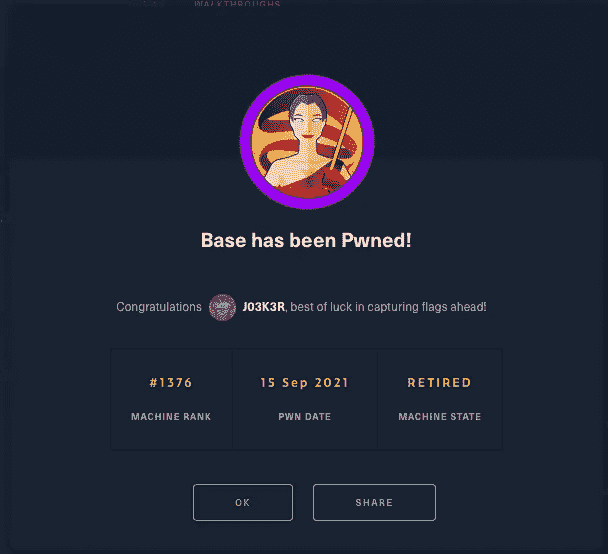 WALKTHROUGHS
Base has been Pwned!
Congratulations J03K3R, best of luck in capturing flags ahead!
#1376 15 Sep 2021 RETIRED
MACHINE RANK PWN DATE MACHINE STATE
OK SHARE